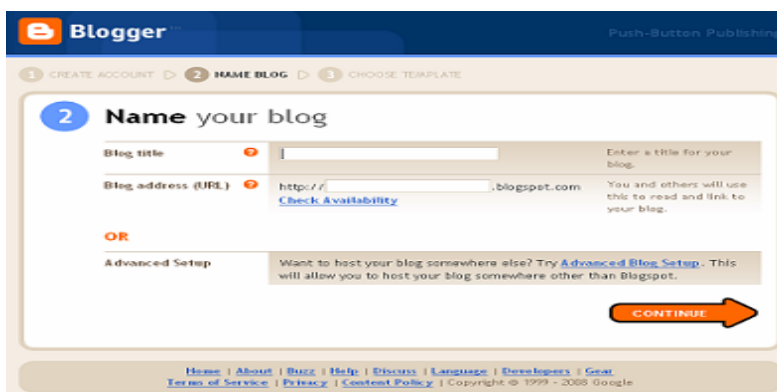 Blogger™
Push-Button Publishing
1 CREATE ACCOUNT 2 NAME BLOG 3 CHOOSE TEMPLATE
2 Name your blog
Blog title ?
Enter a title for your
blog.
Blog address (URL) ? http:// .blogspot.com
Check Availability
You and others will use
this to read and link to
your blog.
OR
Advanced Setup
Want to host your blog somewhere else? Try Advanced Blog Setup. This
will allow you to host your blog somewhere other than Blogspot.
CONTINUE
Home | About | Buzz | Help | Discuss | Language | Developers | Gear
Terms of Service | Privacy | Content Policy | Copyright © 1999 - 2008 Google